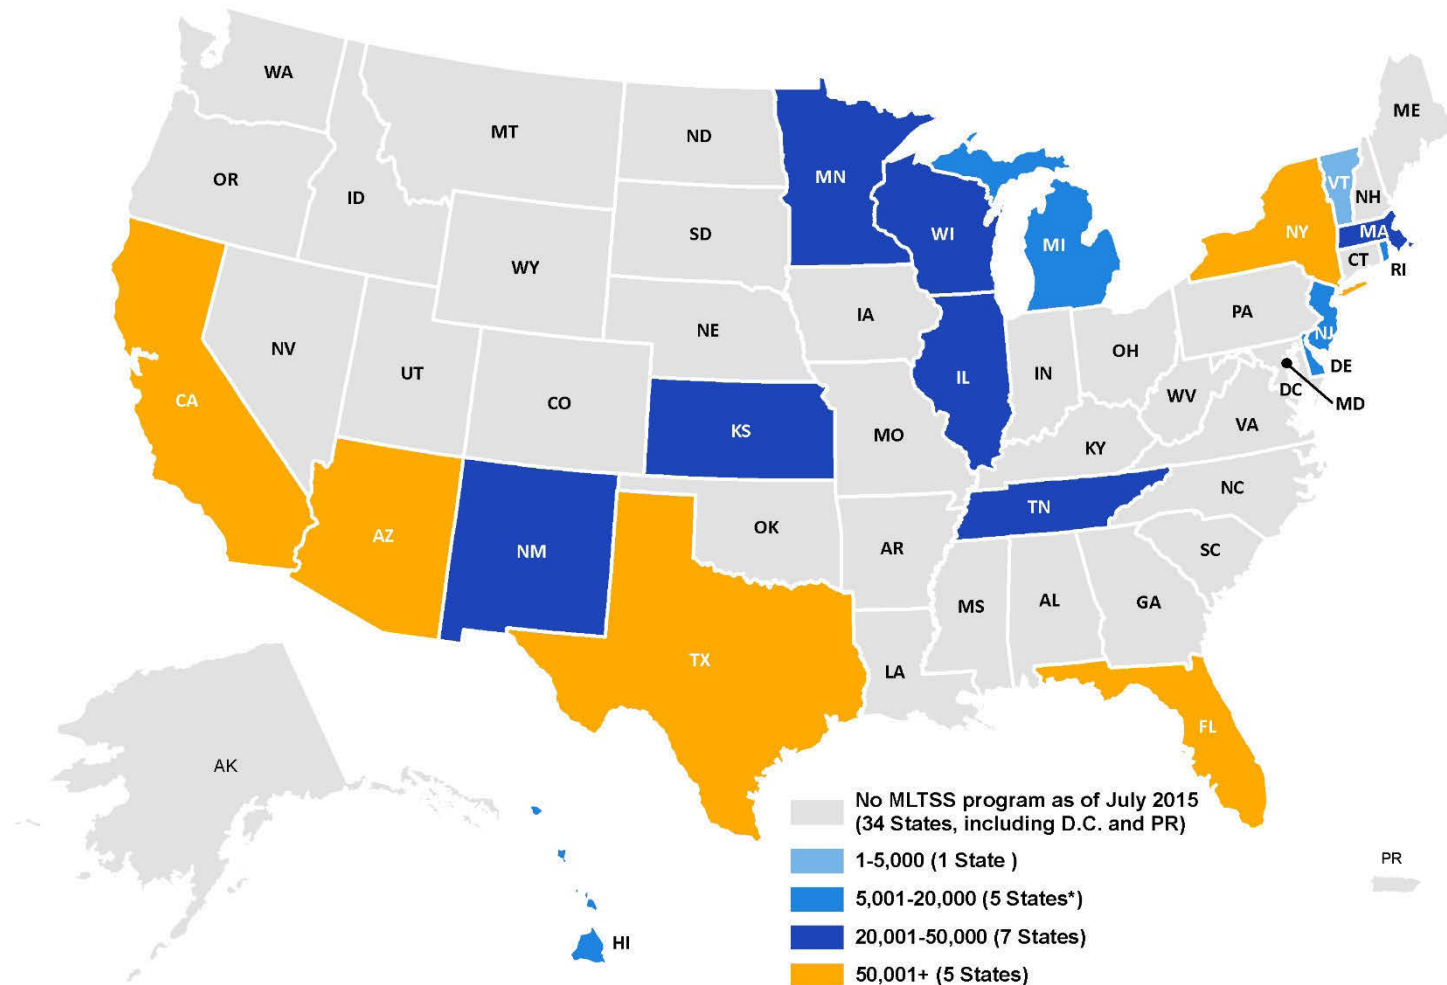 WA
MT
ND
ME
OR
ID
MN
VT
NH
SD
WI
NY
MA
WY
MI
CT
RI
IA
PA
NE
NV
OH
NJ
UT
IL
IN
DE
CA
CO
DC
MD
WV
KS
MO
VA
KY
NC
AZ
OK
TN
NM
AR
SC
MS
AL
GA
TX
LA
FL
AK
HI
PR
No MLTSS program as of July 2015
(34 States, including D.C. and PR)
1-5,000 (1 State )
5,001-20,000 (5 States*)
20,001-50,000 (7 States)
50,001+ (5 States)